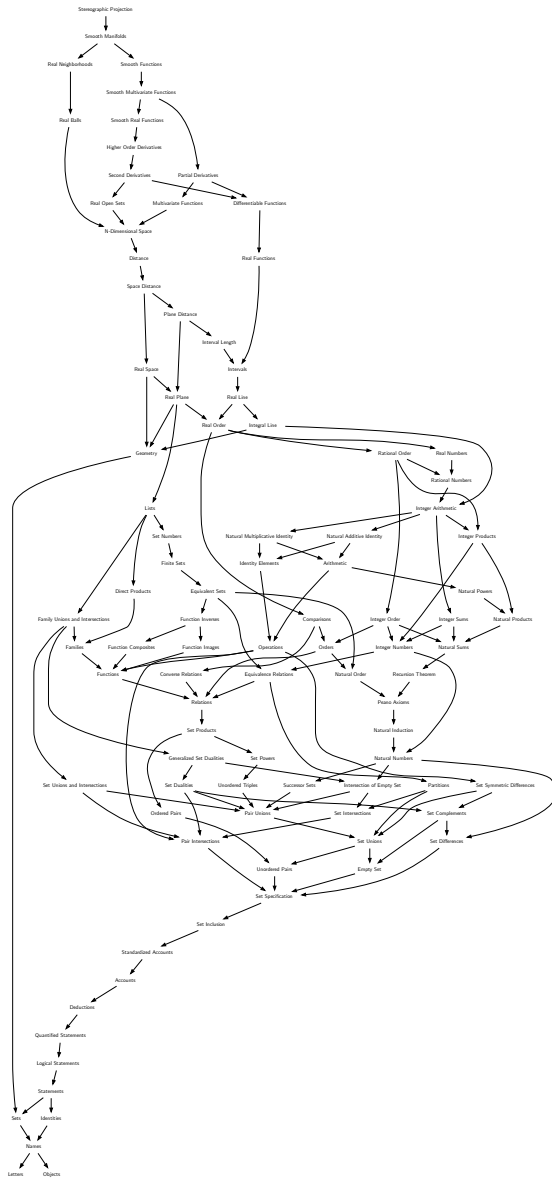 Stereographic Projection
Smooth Manifolds
Real Neighborhoods
Smooth Functions
Smooth Multivariate Functions
Real Balls
Smooth Real Functions
Higher Order Derivatives
Second Derivatives
Partial Derivatives
Real Open Sets
Multivariate Functions
Differentiable Functions
N-Dimensional Space
Distance
Real Functions
Space Distance
Plane Distance
Interval Length
Real Space
Intervals
Real Plane
Real Line
Real Order
Integral Line
Geometry
Rational Order
Real Numbers
Rational Numbers
Lists
Integer Arithmetic
Set Numbers
Natural Multiplicative Identity
Natural Additive Identity
Integer Products
Finite Sets
Identity Elements
Arithmetic
Direct Products
Equivalent Sets
Natural Powers
Family Unions and Intersections
Function Inverses
Comparisons
Integer Order
Integer Sums
Natural Products
Families
Function Composites
Function Images
Operations
Orders
Integer Numbers
Natural Sums
Functions
Converse Relations
Equivalence Relations
Natural Order
Recursion Theorem
Relations
Peano Axioms
Set Products
Natural Induction
Generalized Set Dualities
Set Powers
Natural Numbers
Set Unions and Intersections
Set Dualities
Unordered Triples
Successor Sets
Intersection of Empty Set
Partitions
Set Symmetric Differences
Ordered Pairs
Pair Unions
Set Intersections
Set Complements
Pair Intersections
Set Unions
Set Differences
Unordered Pairs
Empty Set
Set Specification
Set Inclusion
Standardized Accounts
Accounts
Deductions
Quantified Statements
Logical Statements
Statements
Sets
Identities
Names
Letters
Objects